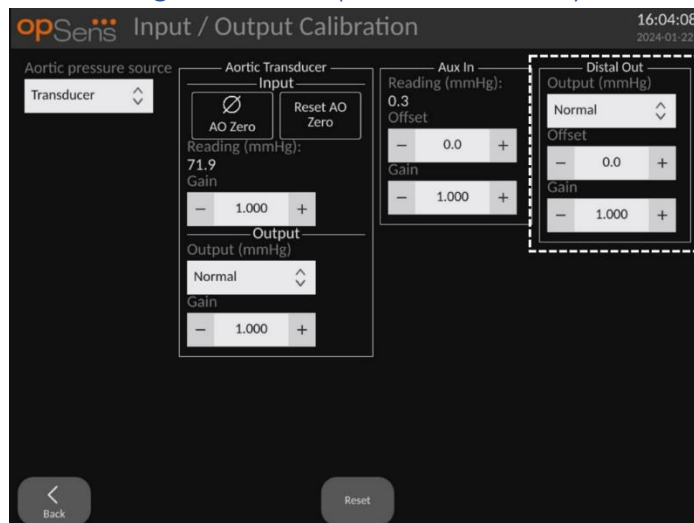 opSens Input / Output Calibration
16:04:08
2024-01-22
Aortic pressure source
Transducer
Aortic Transducer
Input
AO Zero
Reset AO
Zero
Reading (mmHg):
71.9
Gain
− 1.000 +
Output
Output (mmHg)
Normal
Gain
− 1.000 +
Aux In
Reading (mmHg):
0.3
Offset
− 0.0 +
Gain
− 1.000 +
Distal Out
Output (mmHg)
Normal
Offset
− 0.0 +
Gain
− 1.000 +
Back
Reset